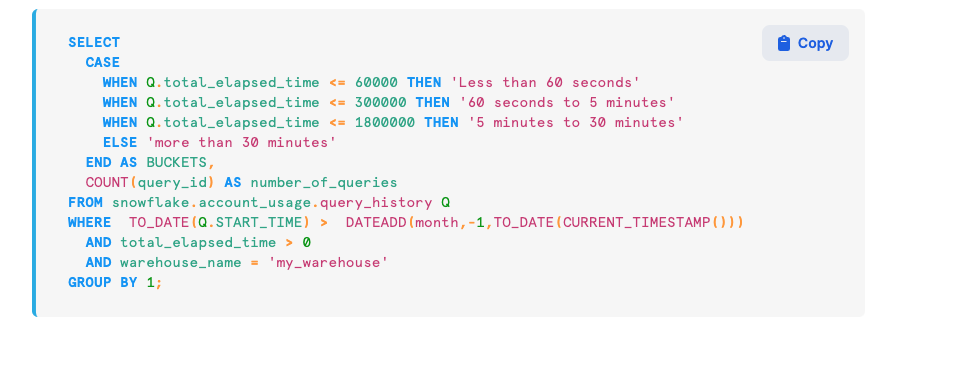 Copy
SELECT
CASE
WHEN Q.total_elapsed_time <= 60000 THEN 'Less than 60 seconds'
WHEN Q.total_elapsed_time <= 300000 THEN '60 seconds to 5 minutes'
WHEN Q.total_elapsed_time <= 1800000 THEN '5 minutes to 30 minutes'
ELSE 'more than 30 minutes'
END AS BUCKETS,
COUNT(query_id) AS number_of_queries
FROM snowflake.account_usage.query_history Q
WHERE  TO_DATE(Q.START_TIME) >  DATEADD(month,-1,TO_DATE(CURRENT_TIMESTAMP()))
AND total_elapsed_time > 0
AND warehouse_name = 'my_warehouse'
GROUP BY 1;